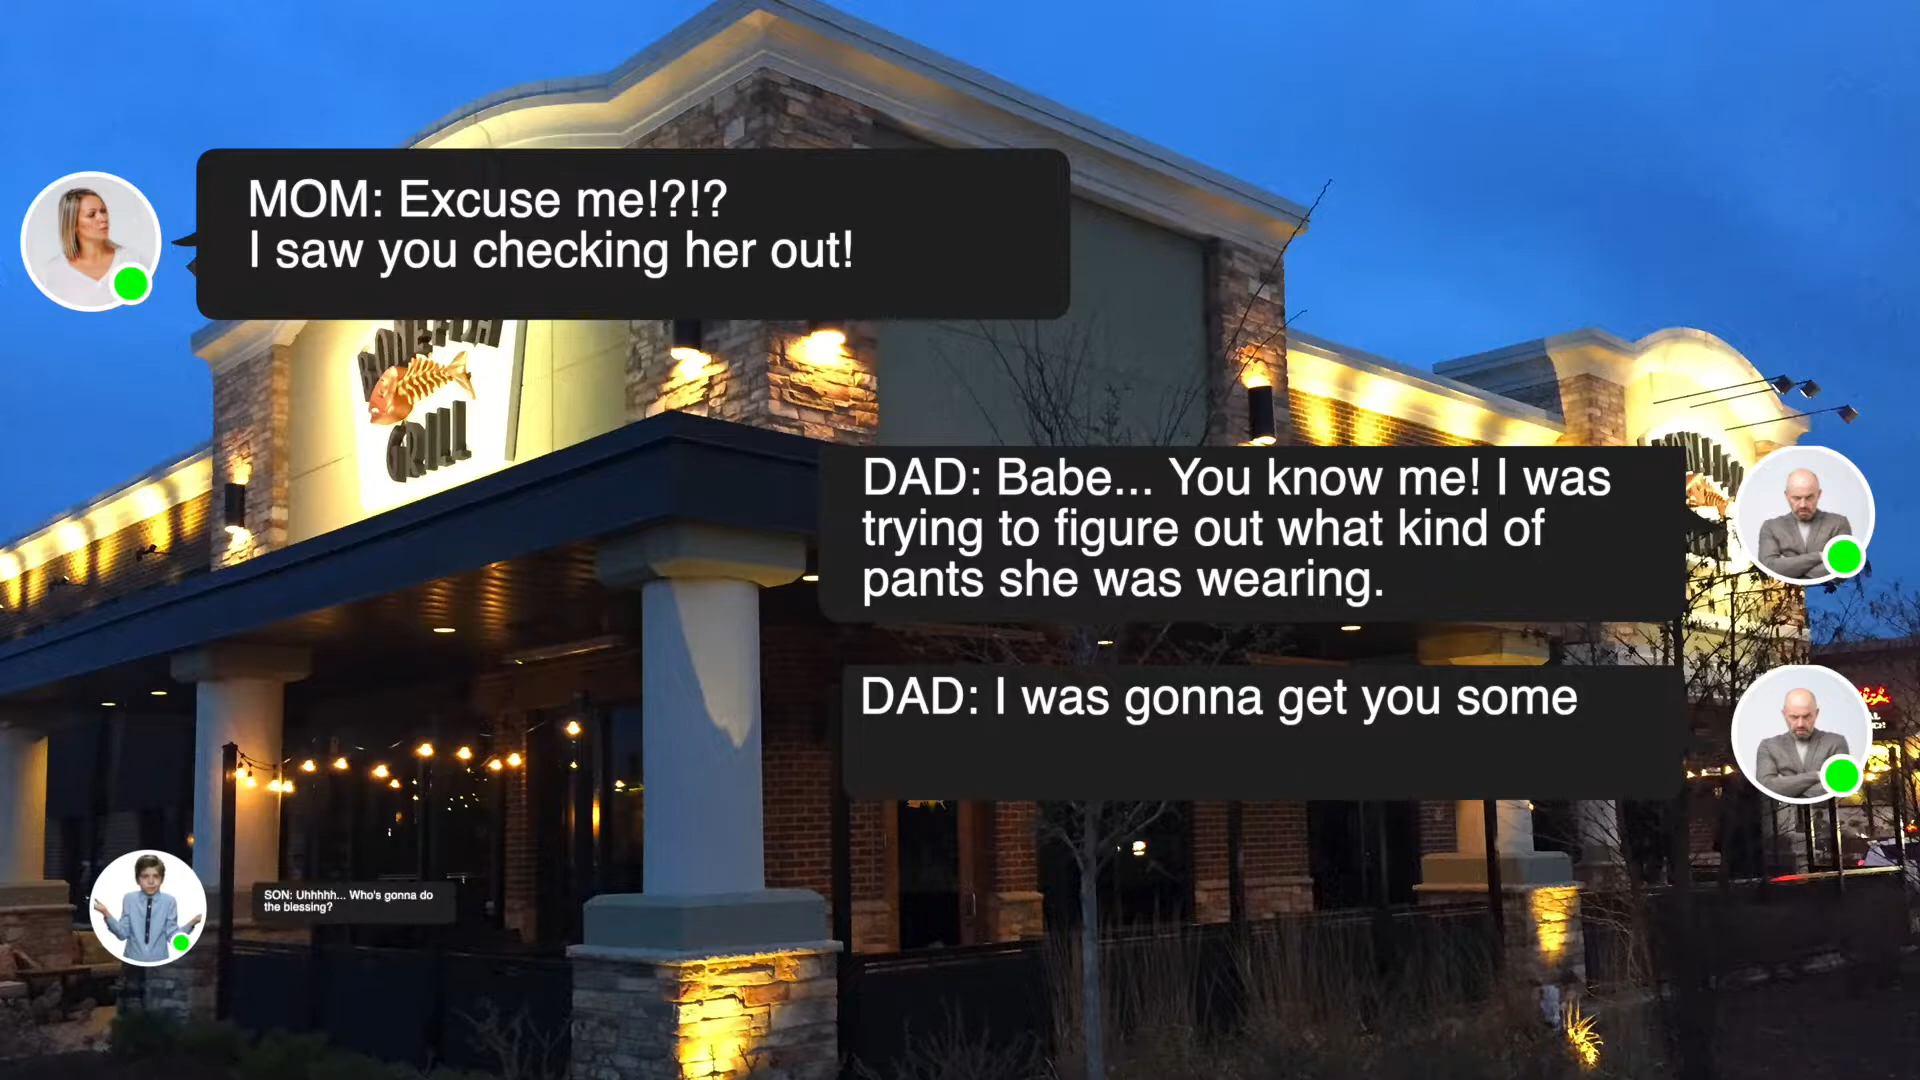 MOM: Excuse me!?!?
I saw you checking her out!
GRILL
DAD: Babe... You know me! I was
trying to figure out what kind of
pants she was wearing.
DAD: I was gonna get you some
SON: Uhhhhh... Who's gonna do
the blessing?